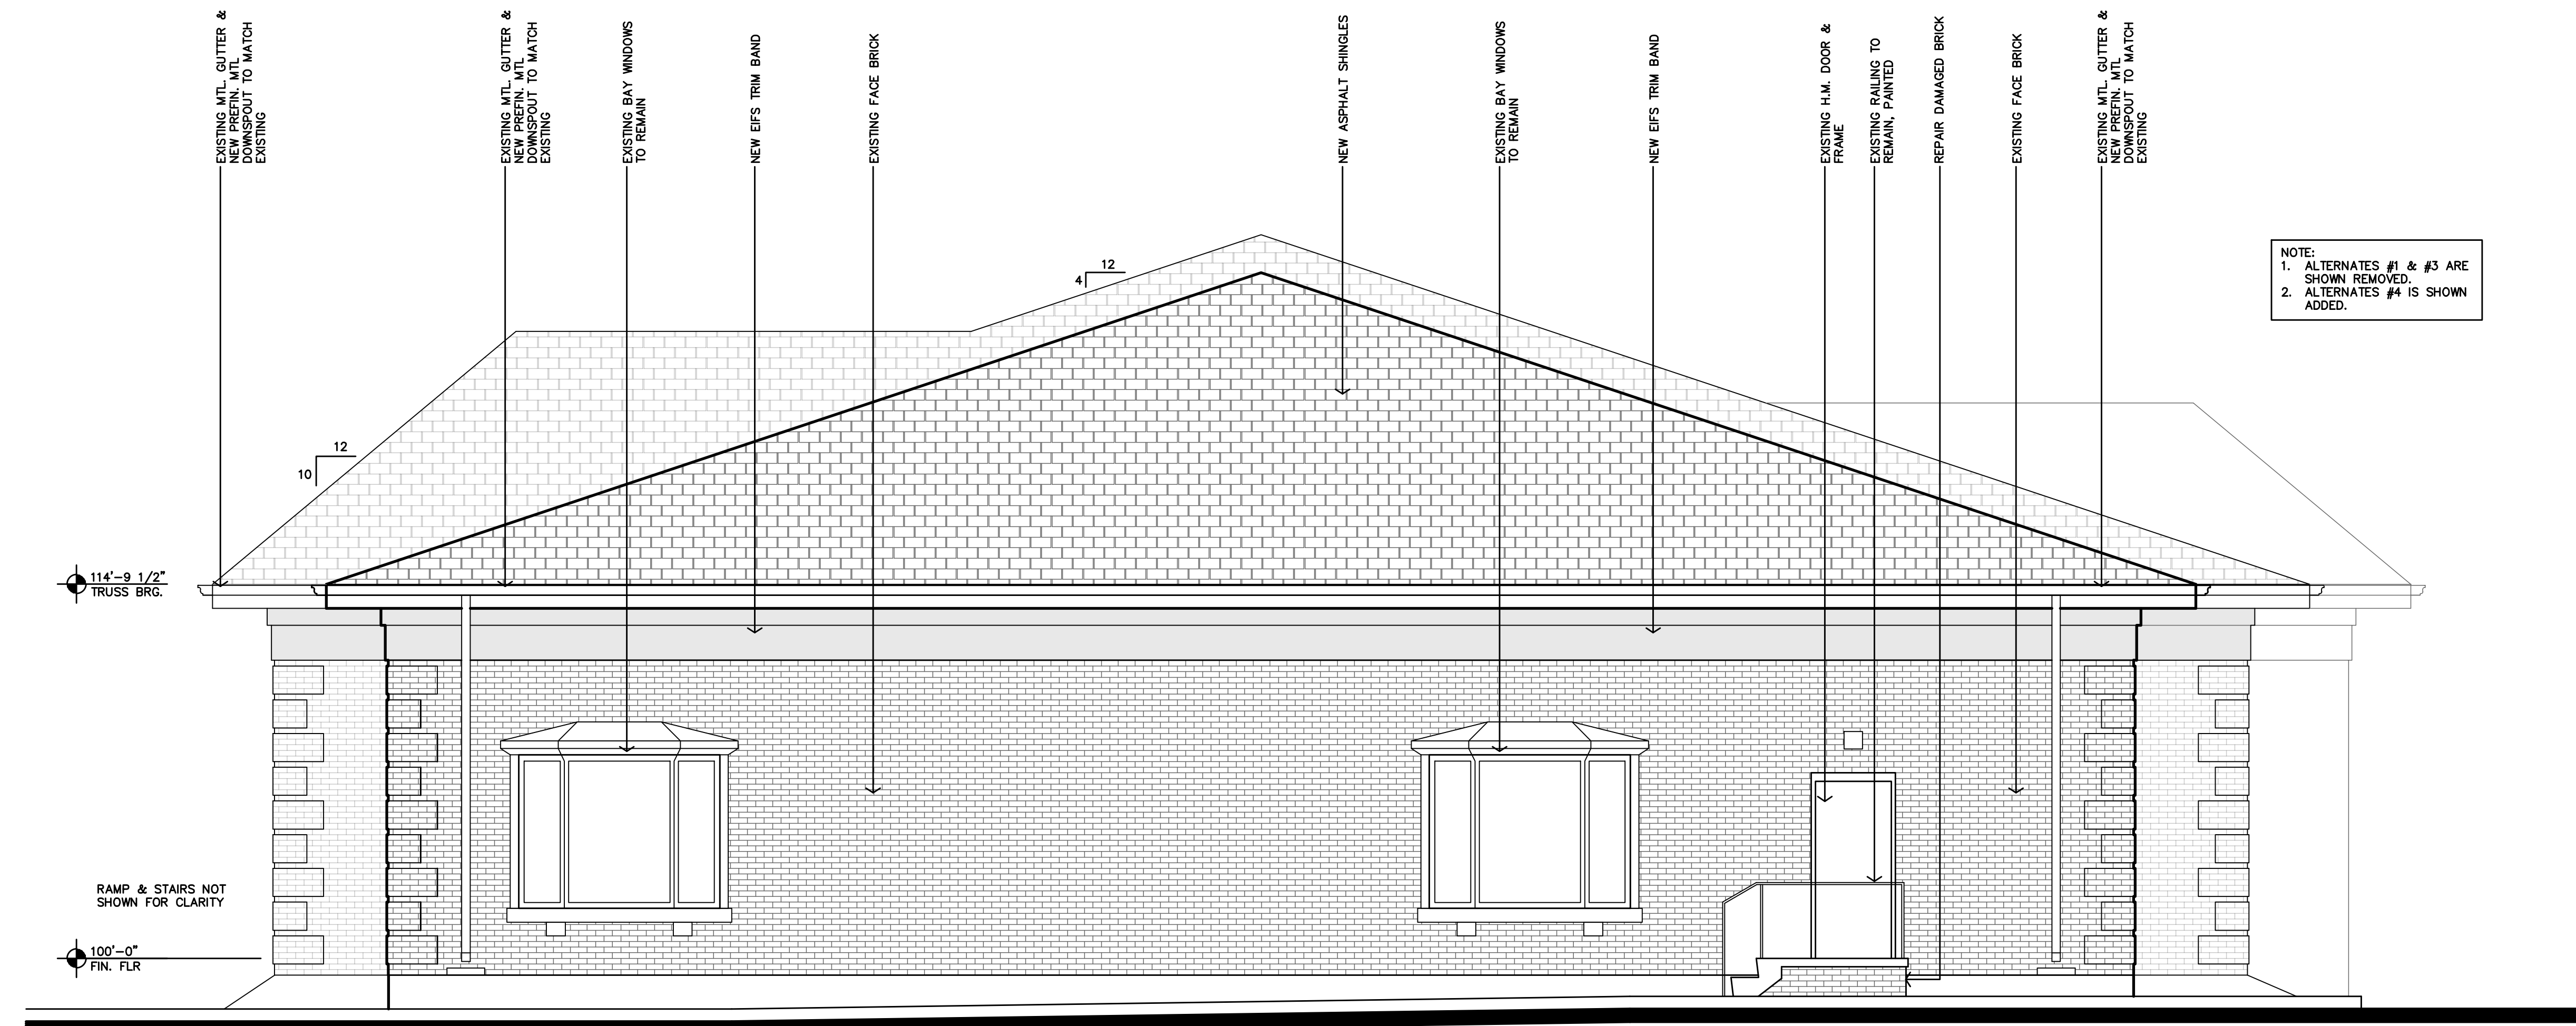 EXISTING MTL. GUTTER &
NEW PREFIN. MTL
DOWNSPOUT TO MATCH
EXISTING
EXISTING MTL. GUTTER &
NEW PREFIN. MTL
DOWNSPOUT TO MATCH
EXISTING
EXISTING BAY WINDOWS
TO REMAIN
NEW EIFS TRIM BAND
EXISTING FACE BRICK
NEW ASPHALT SHINGLES
EXISTING BAY WINDOWS
TO REMAIN
NEW EIFS TRIM BAND
EXISTING H.M. DOOR &
FRAME
EXISTING RAILING TO
REMAIN, PAINTED
REPAIR DAMAGED BRICK
EXISTING FACE BRICK
EXISTING MTL. GUTTER &
NEW PREFIN. MTL
DOWNSPOUT TO MATCH
EXISTING
NOTE:
1. ALTERNATES #1 & #3 ARE
SHOWN REMOVED.
2. ALTERNATES #4 IS SHOWN
ADDED.
12
4
12
10
114'-9 1/2"
TRUSS BRG.
RAMP & STAIRS NOT
SHOWN FOR CLARITY
100'-0"
FIN. FLR